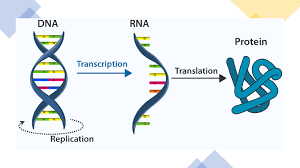 DNA
RNA
Protein
Transcription
Translation
Replication